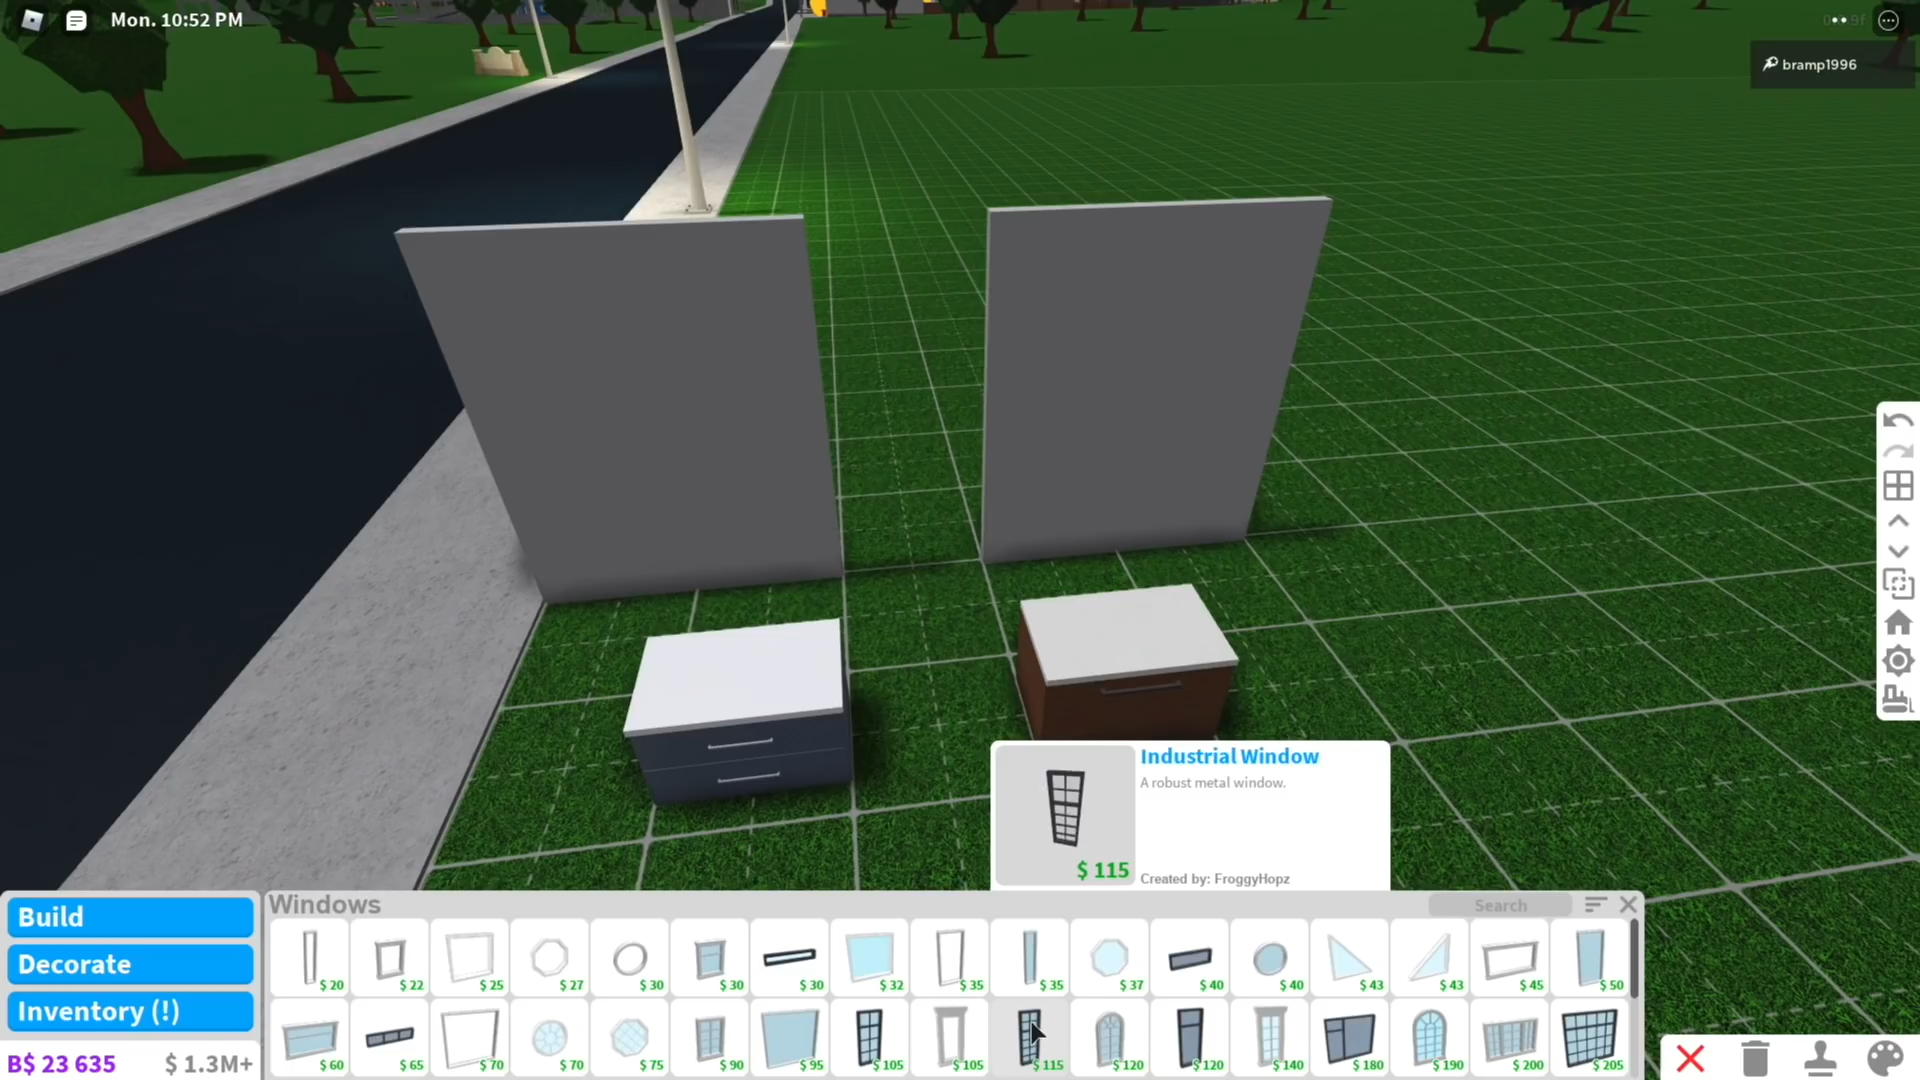 Mon. 10:52 PM
bramp1996
Industrial Window
A robust metal window.
$ 115
Created by: FroggyHopz
Build
Decorate
Inventory (!)
B$ 23 635
$ 1.3M+
Windows
Search
$ 20
$ 22
$ 25
$ 27
$ 30
$ 30
$ 30
$ 32
$ 35
$ 35
$ 37
$ 40
$ 40
$ 43
$ 43
$ 45
$ 50
$ 60
$ 65
$ 70
$ 70
$ 75
$ 90
$ 95
$ 105
$ 105
$ 115
$ 120
$ 120
$ 140
$ 180
$ 190
$ 200
$ 205